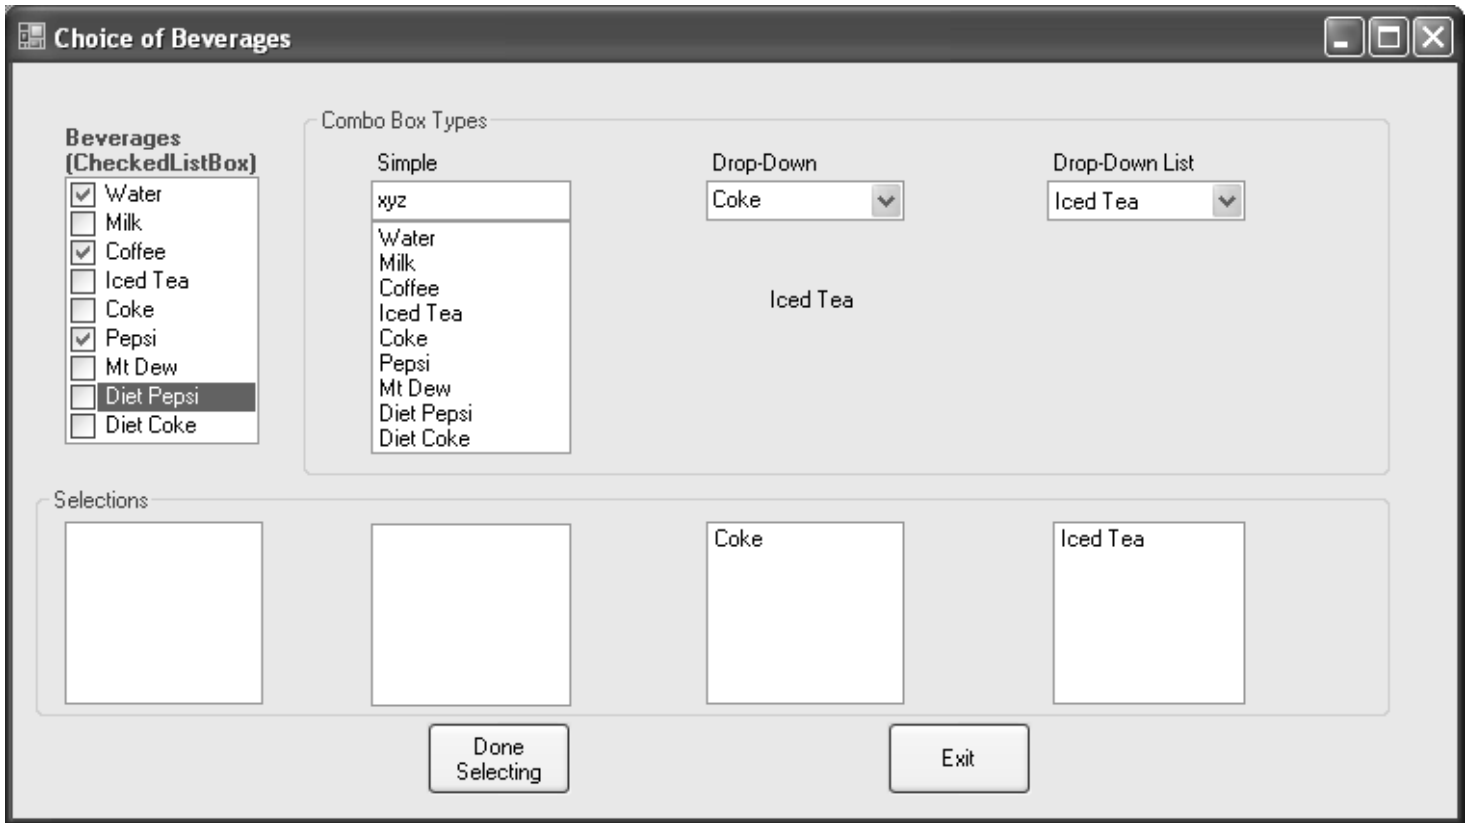 Choice of Beverages
Beverages
(CheckedListBox)
Water
Milk
Coffee
Iced Tea
Coke
Pepsi
Mt Dew
Diet Pepsi
Diet Coke
Combo Box Types
Simple
xyz
Water
Milk
Coffee
Iced Tea
Coke
Pepsi
Mt Dew
Diet Pepsi
Diet Coke
Drop-Down
Coke
Iced Tea
Drop-Down List
Iced Tea
Selections
Coke
Iced Tea
Done
Selecting
Exit